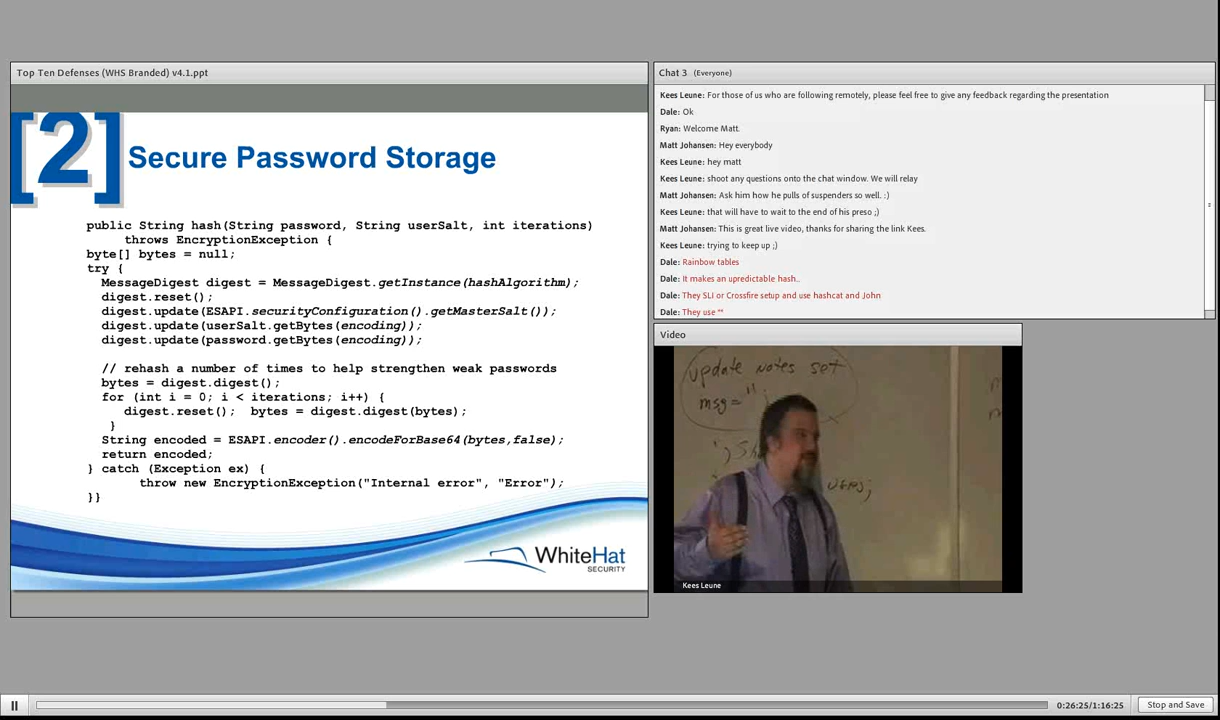 Top Ten Defenses (WHS Branded) v4.1.ppt
[2] Secure Password Storage
public String hash(String password, String userSalt, int iterations)
throws EncryptionException {
byte[] bytes = null;
try {
MessageDigest digest = MessageDigest.getInstance(hashAlgorithm);
digest.reset();
digest.update(ESAPI.securityConfiguration().getMasterSalt());
digest.update(userSalt.getBytes(encoding));
digest.update(password.getBytes(encoding));
// rehash a number of times to help strengthen weak passwords
bytes = digest.digest();
for (int i = 0; i < iterations; i++) {
digest.reset(); bytes = digest.digest(bytes);
}
String encoded = ESAPI.encoder().encodeForBase64(bytes,false);
return encoded;
} catch (Exception ex) {
throw new EncryptionException("Internal error", "Error");
}}
WhiteHat
SECURITY
Chat 3 (Everyone)
Kees Leune: For those of us who are following remotely, please feel free to give any feedback regarding the presentation
Dale: Ok
Ryan: Welcome Matt.
Matt Johansen: Hey everybody
Kees Leune: hey matt
Kees Leune: shoot any questions onto the chat window. We will relay
Matt Johansen: Ask him how he pulls of suspenders so well. :)
Kees Leune: that will have to wait to the end of his preso ;)
Matt Johansen: This is great live video, thanks for sharing the link Kees.
Kees Leune: trying to keep up ;)
Dale: Rainbow tables
Dale: It makes an upredictable hash..
Dale: They SLI or Crossfire setup and use hashcat and John
Dale: They use **
Video
update notes set
msg = '';
users;
Kees Leune
0:26:25/1:16:25
Stop and Save